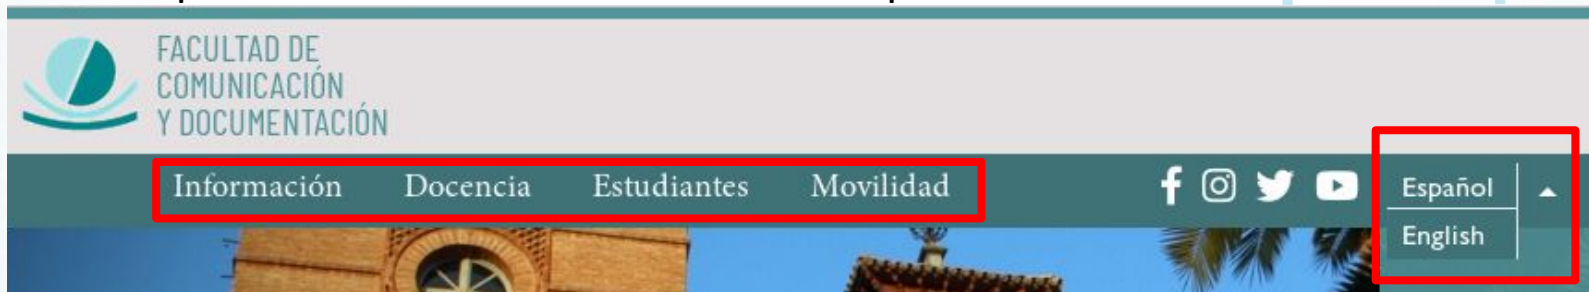 FACULTAD DE
COMUNICACIÓN
Y DOCUMENTACIÓN
Información Docencia Estudiantes Movilidad Español
English